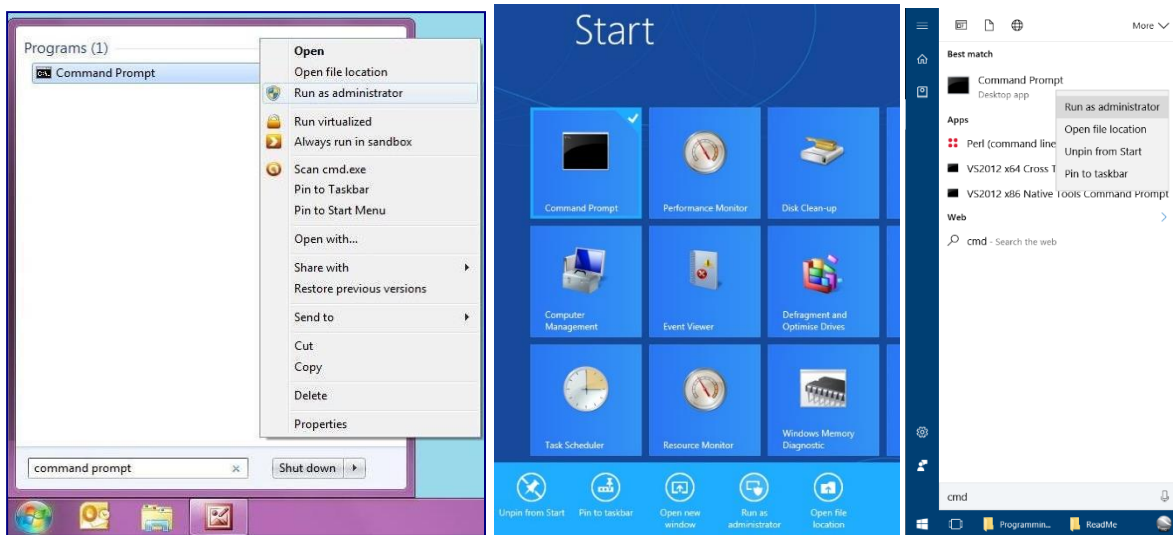 Programs (1)
Command Prompt
Open
Open file location
Run as administrator
Run virtualized
Always run in sandbox
Scan cmd.exe
Pin to Taskbar
Pin to Start Menu
Open with...
Share with
Restore previous versions
Send to
Cut
Copy
Delete
Properties
command prompt
Shut down
Start
Command Prompt
Performance Monitor
Disk Clean-up
Computer
Management
Event Viewer
Defragment and
Optimise Drives
Task Scheduler
Resource Monitor
Windows Memory
Diagnostic
Unpin from Start
Pin to taskbar
Open new
window
Run as
administrator
Open file
location
More
Best match
Command Prompt
Desktop app
Run as administrator
Open file location
Unpin from Start
Pin to taskbar
Apps
Perl (command line
VS2012 x64 Cross T
VS2012 x86 Native Tools Command Prompt
Web
cmd - Search the web
cmd
Programmin...
ReadMe